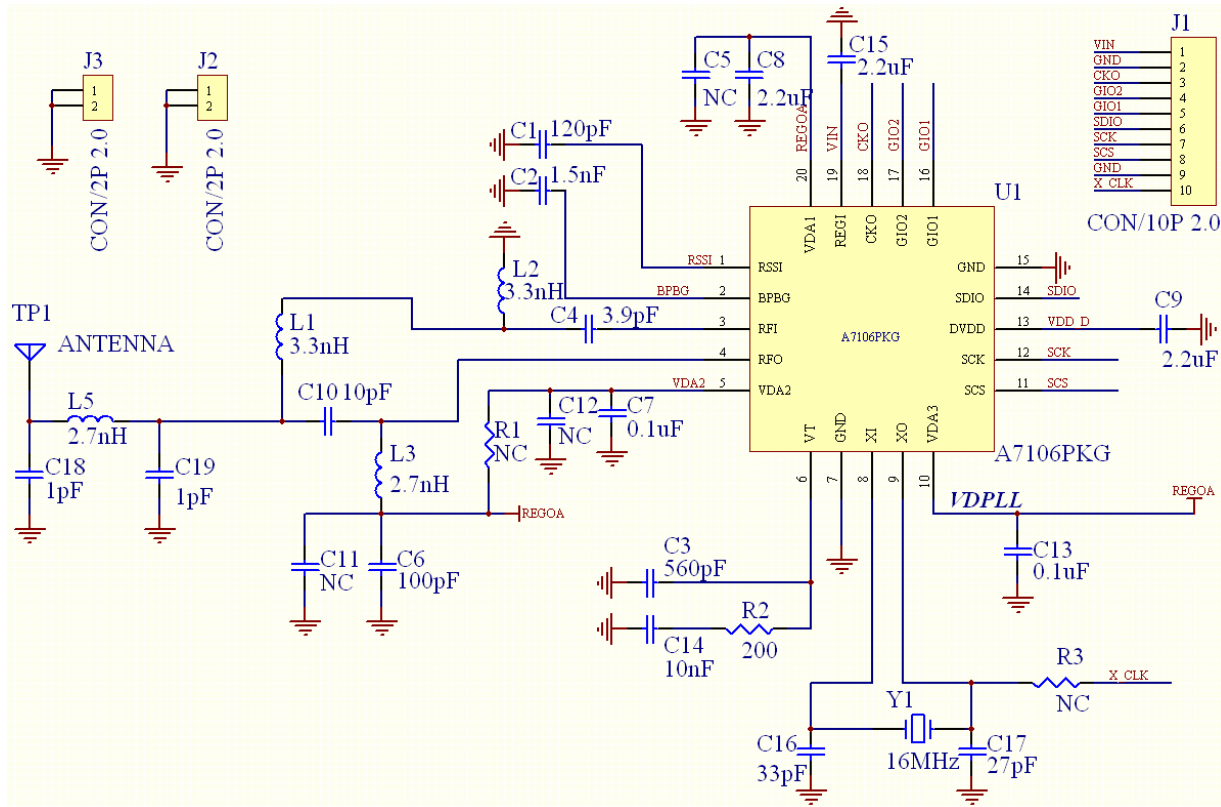 J3
1
2
CON/2P 2.0
J2
1
2
CON/2P 2.0
C5
NC
C8
2.2uF
C15
2.2uF
REGOA
VIN
CKO
GIO2
GIO1
20
19
18
17
16
J1
VIN
GND
CKO
GIO2
GIO1
SDIO
SCK
SCS
GND
X_CLK
1
2
3
4
5
6
7
8
9
10
CON/10P 2.0
C1
120pF
C2
1.5nF
U1
VDA1
REGI
CKO
GIO2
GIO1
RSSI
1
RSSI
BPBG
2
BPBG
3
RFI
4
RFO
VDA2
5
VDA2
A7106PKG
GND
15
SDIO
14
SDIO
DVDD
13
VDD_D
SCK
12
SCK
SCS
11
SCS
C9
2.2uF
VT
GND
XI
XO
VDA3
6
7
8
9
10
A7106PKG
L2
3.3nH
C4
3.9pF
TP1
ANTENNA
L1
3.3nH
C10
10pF
L5
2.7nH
C18
1pF
C19
1pF
L3
2.7nH
R1
NC
C12
NC
C7
0.1uF
REGOA
C11
NC
C6
100pF
VDPLL
REGOA
C13
0.1uF
C3
560pF
R2
200
C14
10nF
R3
NC
X_CLK
Y1
16MHz
C16
33pF
C17
27pF